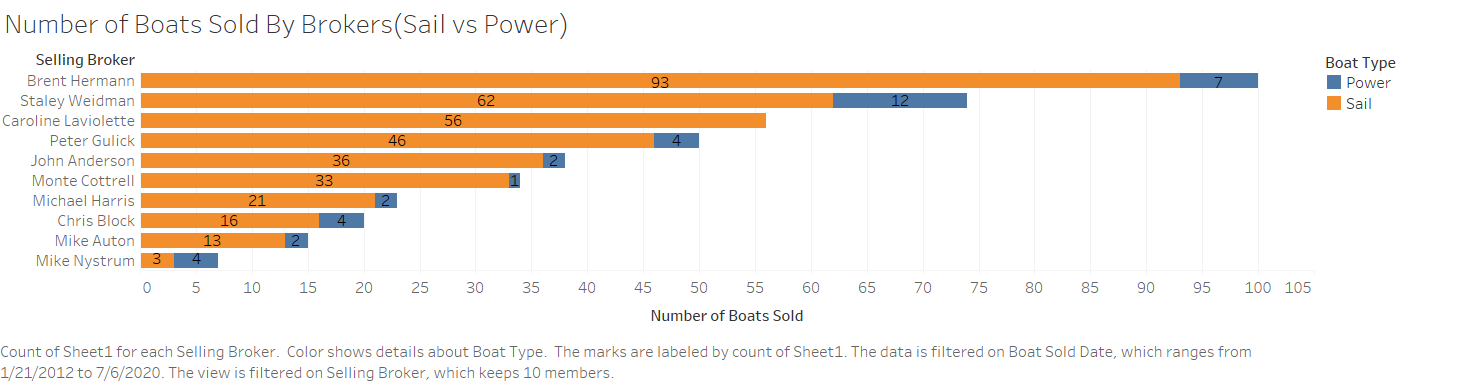 Number of Boats Sold By Brokers(Sail vs Power)
Selling Broker
Brent Hermann 93 7
Staley Weidman 62 12
Caroline Laviolette 56
Peter Gulick 46 4
John Anderson 36 2
Monte Cottrell 33 1
Michael Harris 21 2
Chris Block 16 4
Mike Auton 13 2
Mike Nystrum 3 4
0 5 10 15 20 25 30 35 40 45 50 55 60 65 70 75 80 85 90 95 100 105
Number of Boats Sold
Boat Type
Power
Sail
Count of Sheet1 for each Selling Broker.  Color shows details about Boat Type.  The marks are labeled by count of Sheet1. The data is filtered on Boat Sold Date, which ranges from
1/21/2012 to 7/6/2020. The view is filtered on Selling Broker, which keeps 10 members.